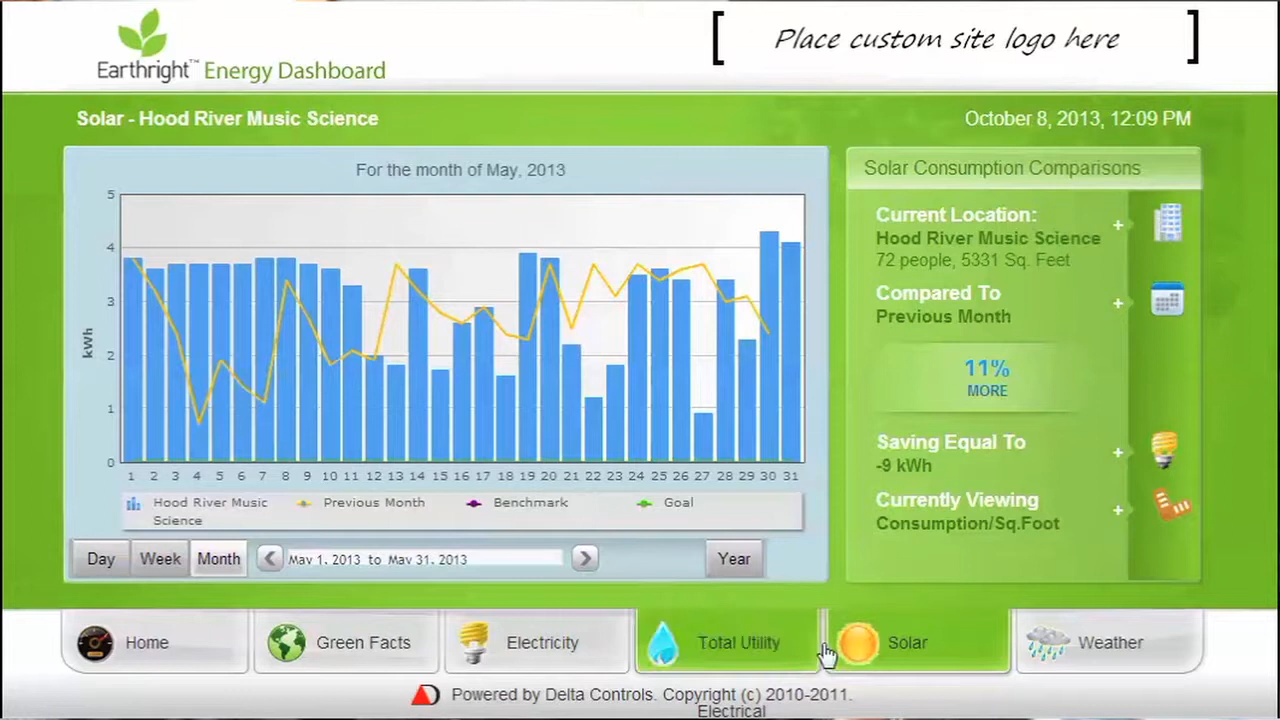 Earthright™ Energy Dashboard
[ Place custom site logo here ]
Solar - Hood River Music Science
October 8, 2013, 12:09 PM
For the month of May, 2013
5
4
3
2
1
0
kWh
1 2 3 4 5 6 7 8 9 10 11 12 13 14 15 16 17 18 19 20 21 22 23 24 25 26 27 28 29 30 31
Hood River Music
Science
Previous Month
Benchmark
Goal
Day
Week
Month
May 1, 2013 to May 31, 2013
Year
Solar Consumption Comparisons
Current Location:
Hood River Music Science
72 people, 5331 Sq. Feet
Compared To
Previous Month
11%
MORE
Saving Equal To
-9 kWh
Currently Viewing
Consumption/Sq.Foot
Home
Green Facts
Electricity
Total Utility
Solar
Weather
Powered by Delta Controls. Copyright (c) 2010-2011.
Electrical